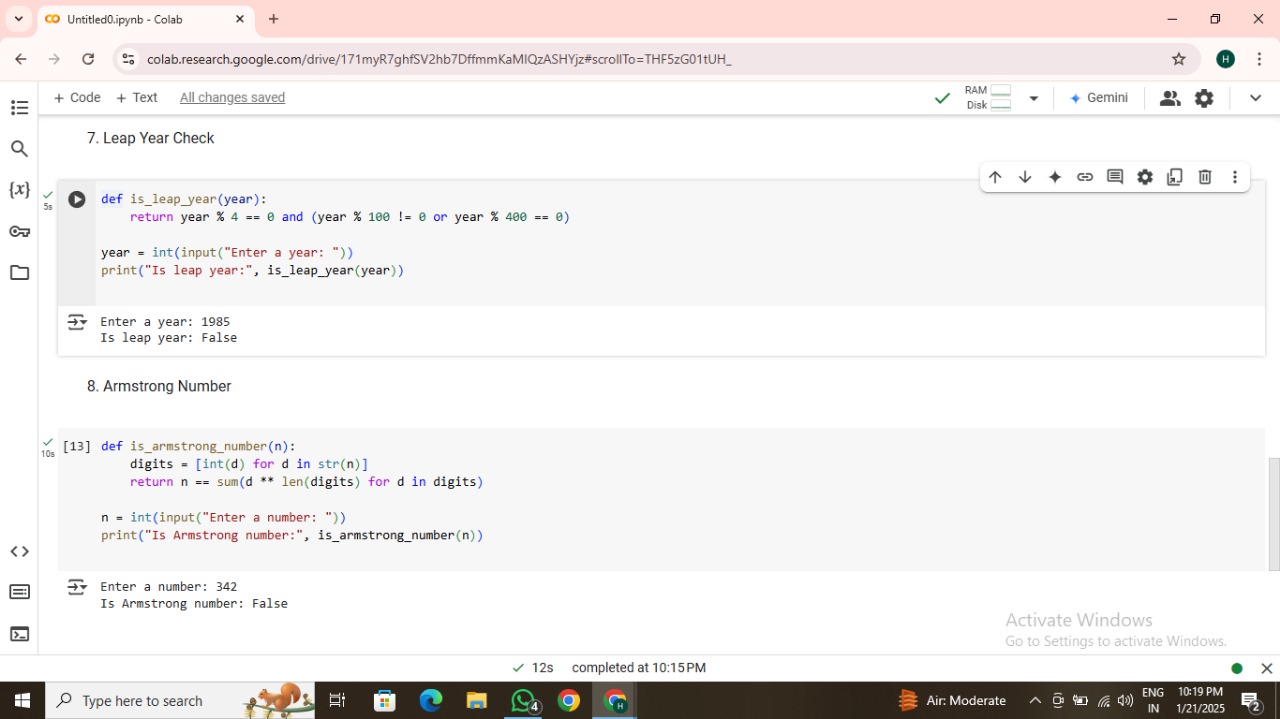 Untitled0.ipynb - Colab
colab.research.google.com/drive/171myR7ghfSV2hb7DffmmKaMIQzASHYjz#scrollTo=THF5zG01tUH_
H
+ Code + Text All changes saved
RAM
Disk
Gemini
7. Leap Year Check
5s
def is_leap_year(year):
    return year % 4 == 0 and (year % 100 != 0 or year % 400 == 0)
year = int(input("Enter a year: "))
print("Is leap year:", is_leap_year(year))
Enter a year: 1985
Is leap year: False
8. Armstrong Number
10s
[13] def is_armstrong_number(n):
    digits = [int(d) for d in str(n)]
    return n == sum(d ** len(digits) for d in digits)
n = int(input("Enter a number: "))
print("Is Armstrong number:", is_armstrong_number(n))
Enter a number: 342
Is Armstrong number: False
Activate Windows
Go to Settings to activate Windows.
12s completed at 10:15 PM
Type here to search
4
H
Air: Moderate
ENG
IN
10:19 PM
1/21/2025
2